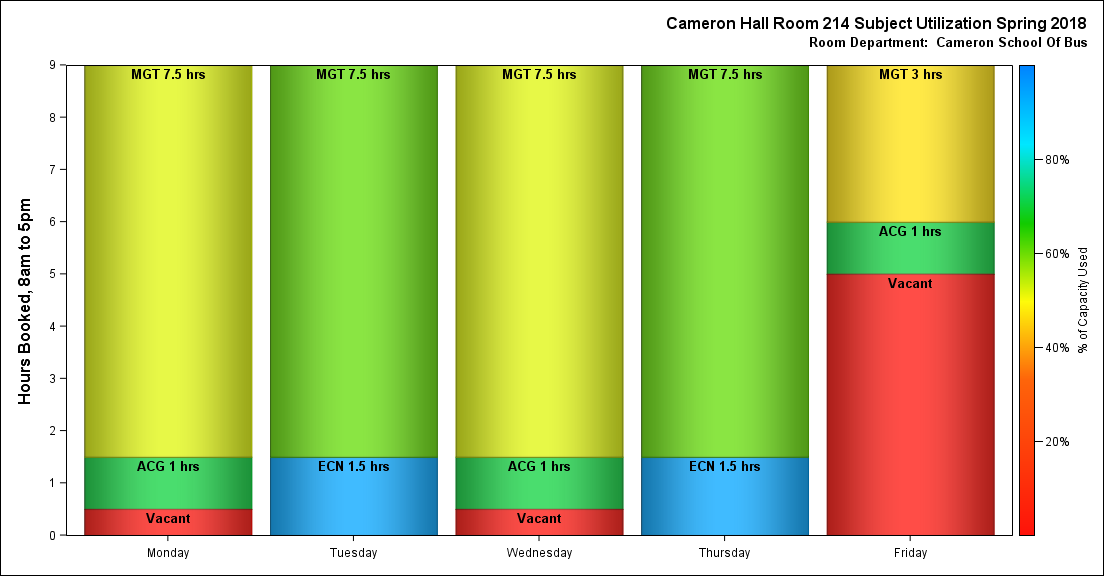 Cameron Hall Room 214 Subject Utilization Spring 2018
Room Department: Cameron School Of Bus
Hours Booked, 8am to 5pm
9
8
7
6
5
4
3
2
1
0
MGT 7.5 hrs
ACG 1 hrs
Vacant
MGT 7.5 hrs
ECN 1.5 hrs
MGT 7.5 hrs
ACG 1 hrs
Vacant
MGT 7.5 hrs
ECN 1.5 hrs
MGT 3 hrs
ACG 1 hrs
Vacant
Monday
Tuesday
Wednesday
Thursday
Friday
80%
60%
40%
20%
% of Capacity Used